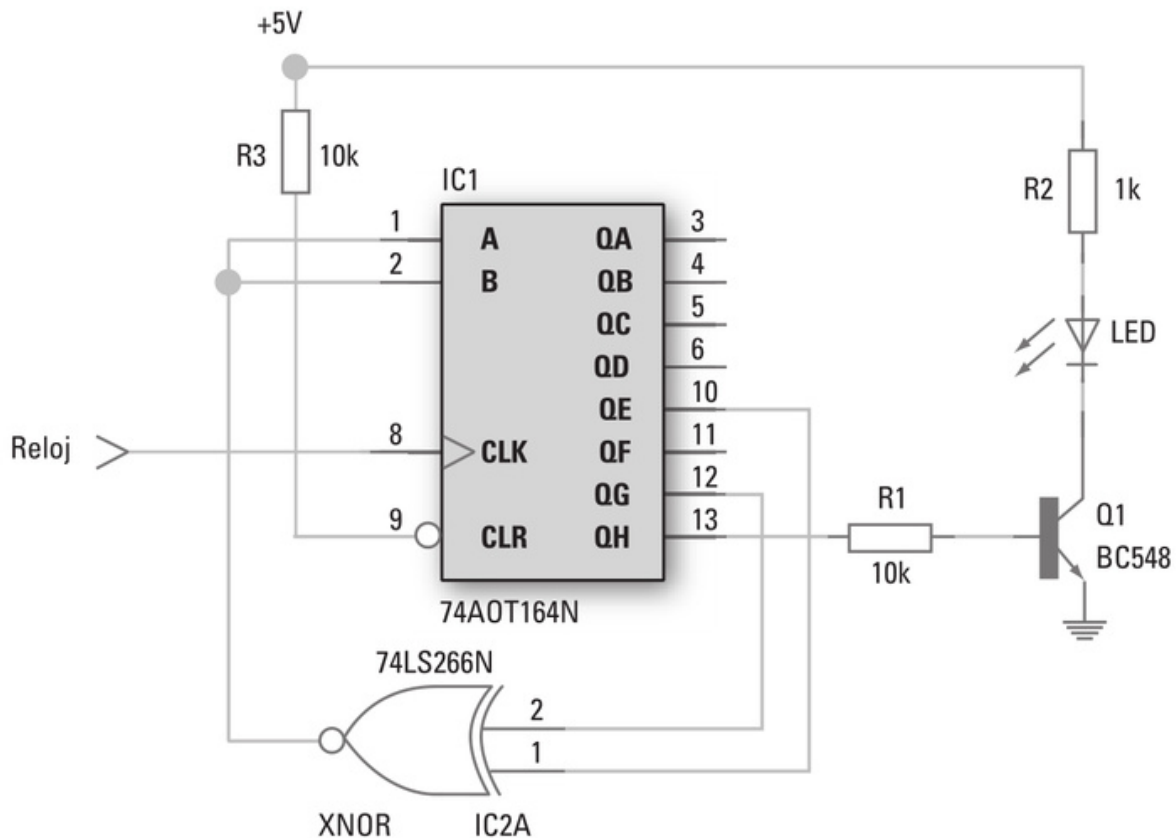 +5V
R3 10k
IC1
R2 1k
1 A QA 3
2 B QB 4
QC 5
QD 6
LED
QE 10
Reloj 8 CLK QF 11
QG 12
9 CLR QH 13
R1
10k
Q1
BC548
74AOT164N
74LS266N
2
1
XNOR IC2A